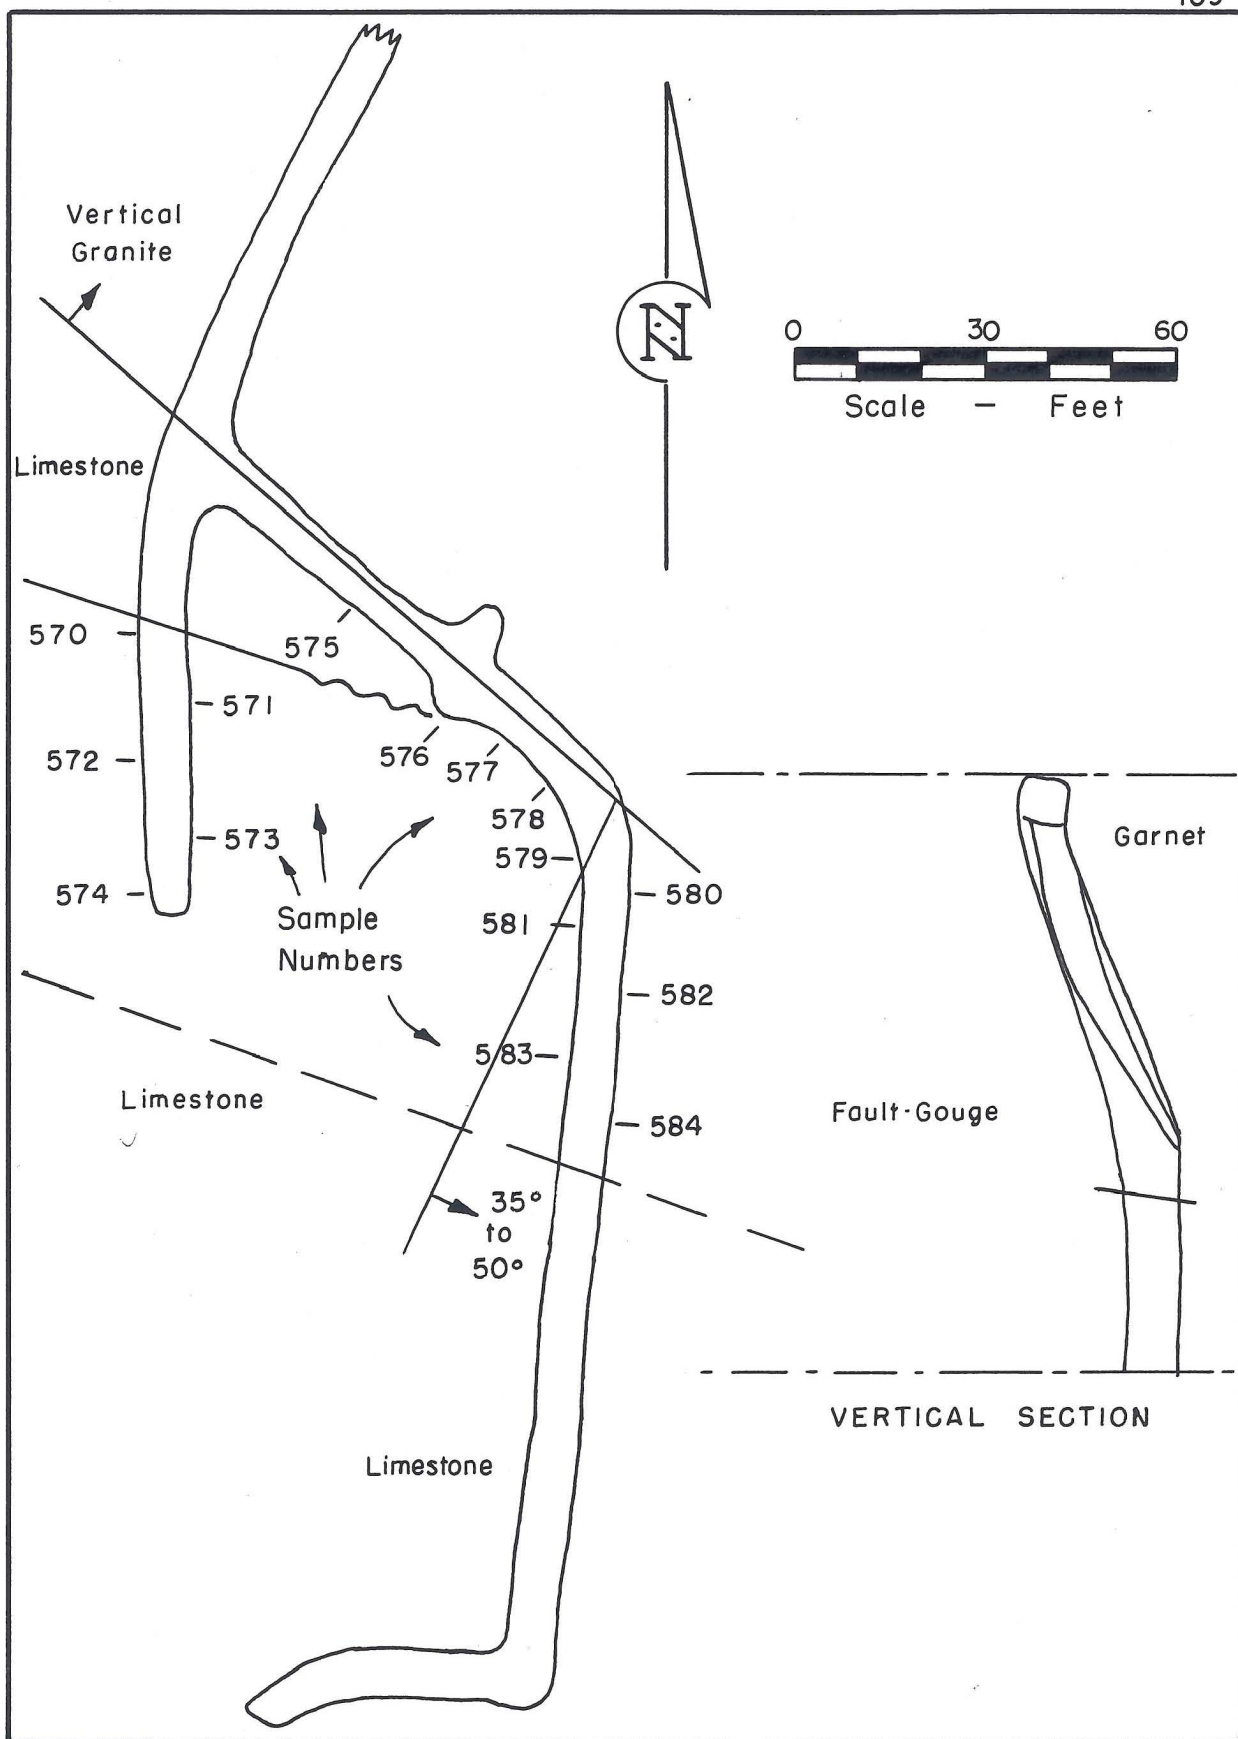 Vertical
Granite
N
0 30 60
Scale – Feet
Limestone
570
575
571
572
576
577
578
573
579
574
580
581
Sample
Numbers
582
583
Limestone
584
35°
to
50°
Limestone
Garnet
Fault-Gouge
VERTICAL SECTION